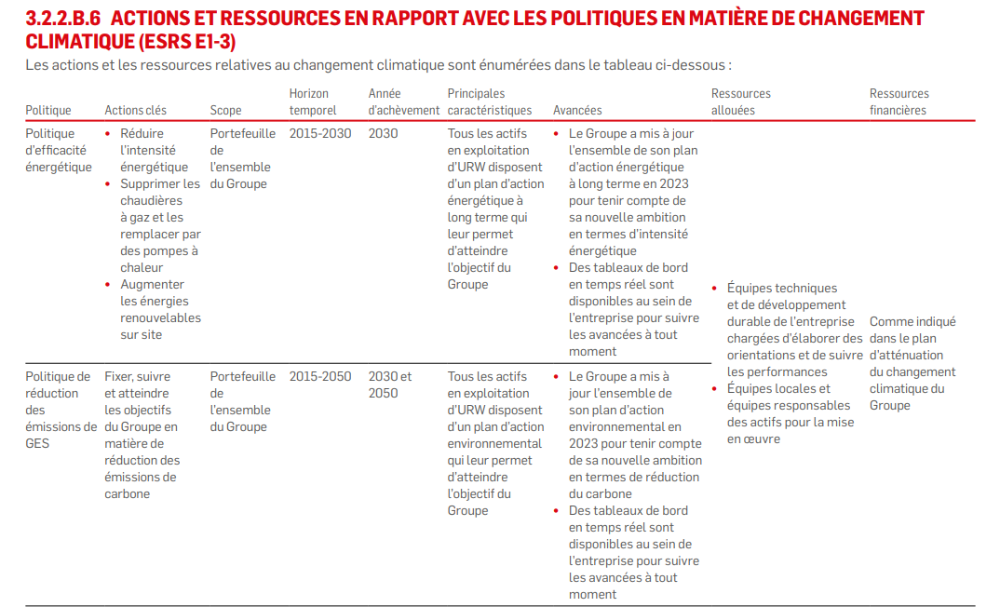 3.2.2.B.6 ACTIONS ET RESSOURCES EN RAPPORT AVEC LES POLITIQUES EN MATIÈRE DE CHANGEMENT
CLIMATIQUE (ESRS E1-3)
Les actions et les ressources relatives au changement climatique sont énumérées dans le tableau ci-dessous :
Politique
Actions clés
Scope
Horizon
temporel
Année
d'achèvement
Principales
caractéristiques
Avancées
Ressources
allouées
Ressources
financières
Politique
d'efficacité
énergétique
• Réduire
l'intensité
énergétique
• Supprimer les
chaudières
à gaz et les
remplacer par
des pompes à
chaleur
• Augmenter
les énergies
renouvelables
sur site
Portefeuille
de
l'ensemble
du Groupe
2015-2030
2030
Tous les actifs
en exploitation
d'URW disposent
d'un plan d'action
énergétique à
long terme qui
leur permet
d'atteindre
l'objectif du
Groupe
• Le Groupe a mis à jour
l'ensemble de son plan
d'action énergétique
à long terme en 2023
pour tenir compte de
sa nouvelle ambition
en termes d'intensité
énergétique
• Des tableaux de bord
en temps réel sont
disponibles au sein de
l'entreprise pour suivre
les avancées à tout
moment
• Équipes techniques
et de développement
durable de l'entreprise
chargées d'élaborer des
orientations et de suivre
les performances
• Équipes locales et
équipes responsables
des actifs pour la mise
en œuvre
Comme indiqué
dans le plan
d'atténuation
du changement
climatique du
Groupe
Politique de
réduction
des
émissions de
GES
Fixer, suivre
et atteindre
les objectifs
du Groupe en
matière de
réduction des
émissions de
carbone
Portefeuille
de
l'ensemble
du Groupe
2015-2050
2030 et
2050
Tous les actifs
en exploitation
d'URW disposent
d'un plan d'action
environnemental
qui leur permet
d'atteindre
l'objectif du
Groupe
• Le Groupe a mis à
jour l'ensemble de
son plan d'action
environnemental en
2023 pour tenir compte
de sa nouvelle ambition
en termes de réduction
du carbone
• Des tableaux de bord
en temps réel sont
disponibles au sein de
l'entreprise pour suivre
les avancées à tout
moment